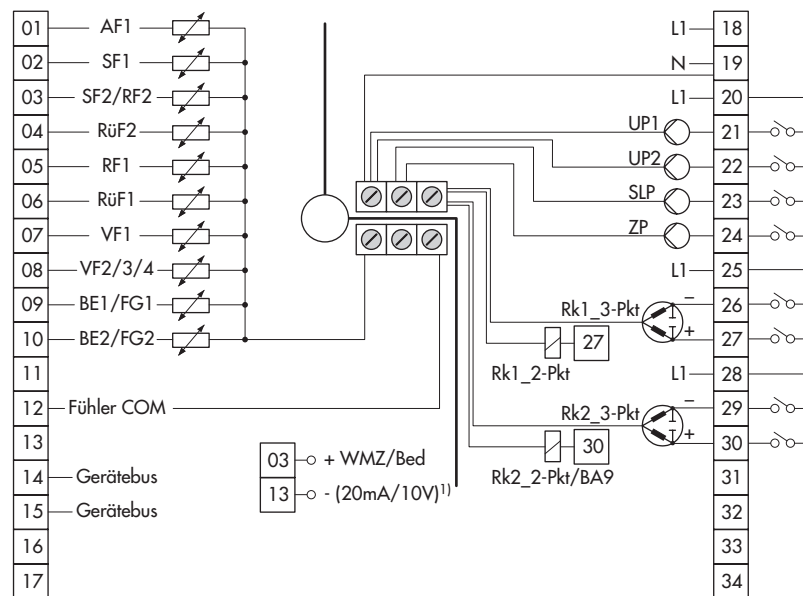 01 AF1
02 SF1
03 SF2/RF2
04 RüF2
05 RF1
06 RüF1
07 VF1
08 VF2/3/4
09 BE1/FG1
10 BE2/FG2
11
12 Fühler COM
13
14 Gerätebus
15 Gerätebus
16
17
03 + WMZ/Bed
13 - (20mA/10V)¹⁾
L1 18
N 19
L1 20
UP1 21
UP2 22
SLP 23
ZP 24
L1 25
Rk1_3-Pkt − 26
+ 27
27
Rk1_2-Pkt
L1 28
Rk2_3-Pkt − 29
+ 30
30
Rk2_2-Pkt/BA9
31
32
33
34